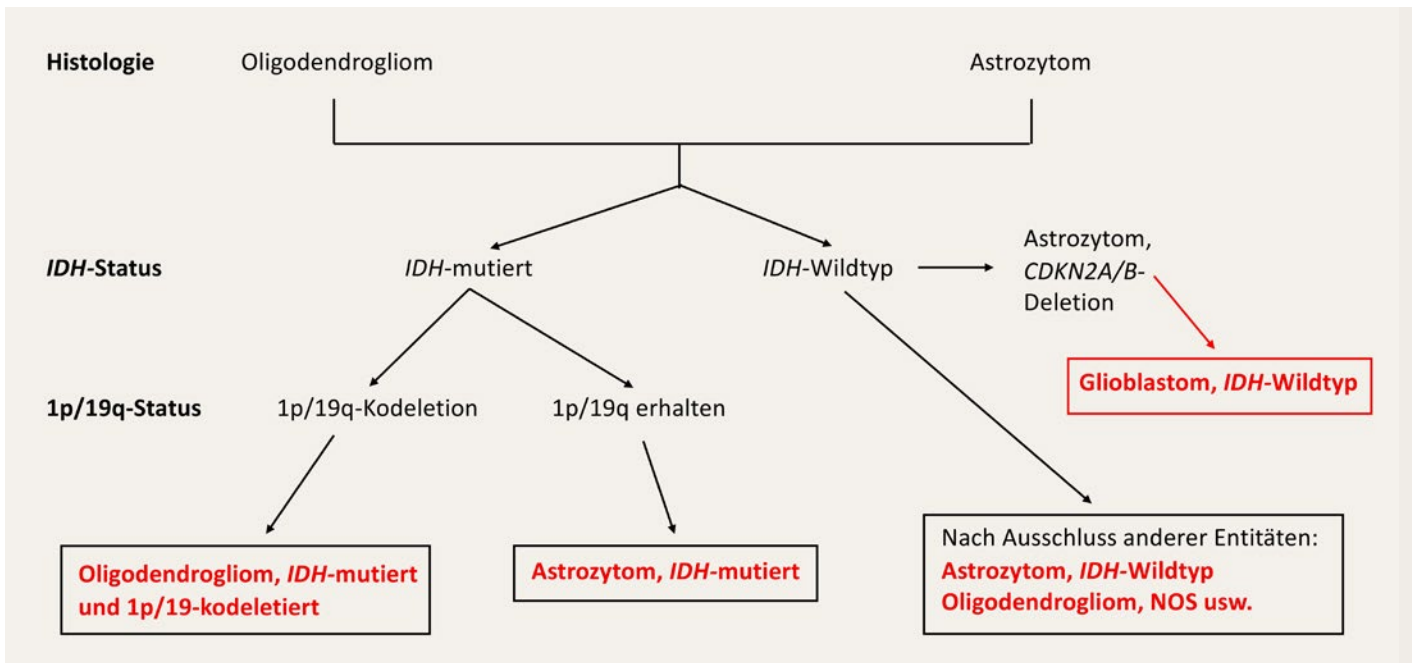 Histologie Oligodendrogliom Astrozytom
IDH-Status IDH-mutiert IDH-Wildtyp
Astrozytom,
CDKN2A/B-
Deletion
Glioblastom, IDH-Wildtyp
1p/19q-Status 1p/19q-Kodeletion 1p/19q erhalten
Oligodendrogliom, IDH-mutiert
und 1p/19-kodeletiert
Astrozytom, IDH-mutiert
Nach Ausschluss anderer Entitäten:
Astrozytom, IDH-Wildtyp
Oligodendrogliom, NOS usw.